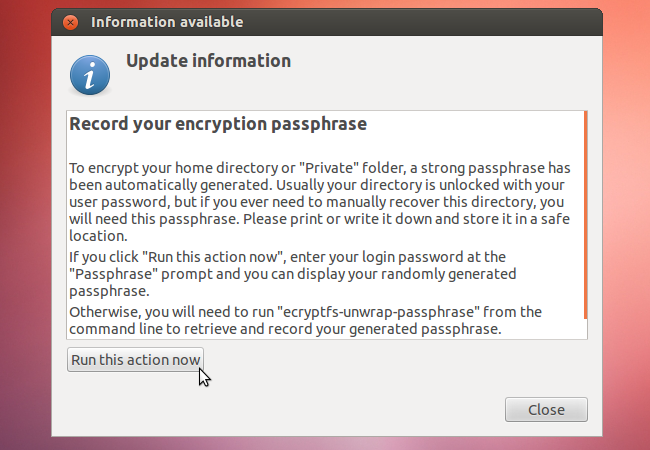 Information available
Update information
Record your encryption passphrase
To encrypt your home directory or "Private" folder, a strong passphrase has
been automatically generated. Usually your directory is unlocked with your
user password, but if you ever need to manually recover this directory, you
will need this passphrase. Please print or write it down and store it in a safe
location.
If you click "Run this action now", enter your login password at the
"Passphrase" prompt and you can display your randomly generated
passphrase.
Otherwise, you will need to run "ecryptfs-unwrap-passphrase" from the
command line to retrieve and record your generated passphrase.
Run this action now
Close